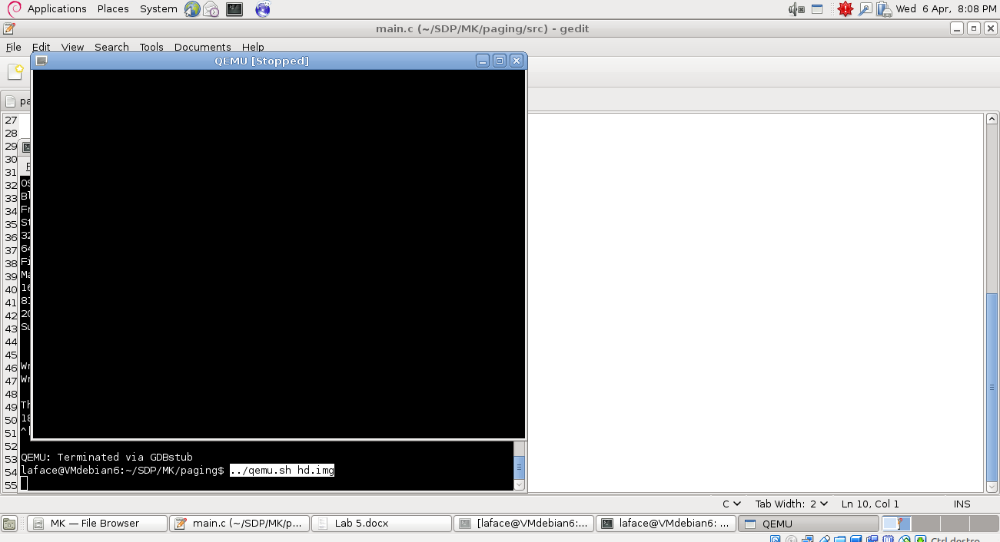 Applications Places System Wed 6 Apr, 8:08 PM
main.c (~/SDP/MK/paging/src) - gedit
File Edit View Search Tools Documents Help
QEMU [Stopped]
pa
27
28
29
30
31
32
33
34
35
36
37
38
39
40
41
42
43
44
45
46
47
48
49
50
51
52
53
54
55
F
OS
Bl
Fr
St
32
64
Fi
Ma
16
81
20
Su
Wr
Wr
Th
18
^
QEMU: Terminated via GDBstub
laface@VMdebian6:~/SDP/MK/paging$ ../qemu.sh hd.img
C Tab Width: 2 Ln 10, Col 1 INS
MK — File Browser main.c (~/SDP/MK/p... Lab 5.docx [laface@VMdebian6:... laface@VMdebian6: ... QEMU
Ctrl destro